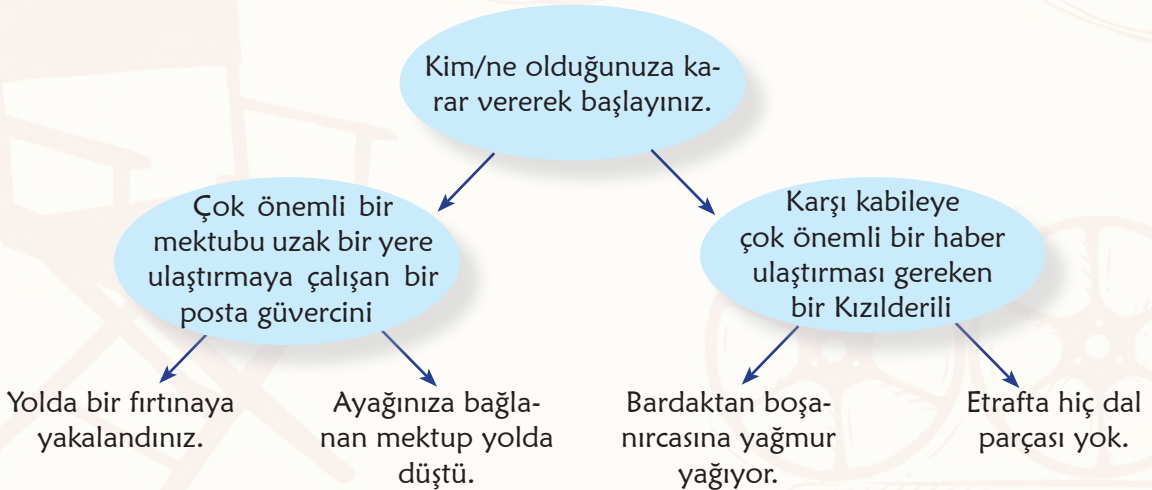 Kim/ne olduğunuza ka-
rar vererek başlayınız.
Çok önemli bir
mektubu uzak bir yere
ulaştırmaya çalışan bir
posta güvercini
Karşı kabileye
çok önemli bir haber
ulaştırması gereken
bir Kızılderili
Yolda bir fırtınaya
yakalandınız.
Ayağınıza bağla-
nan mektup yolda
düştü.
Bardaktan boşa-
nırcasına yağmur
yağıyor.
Etrafta hiç dal
parçası yok.